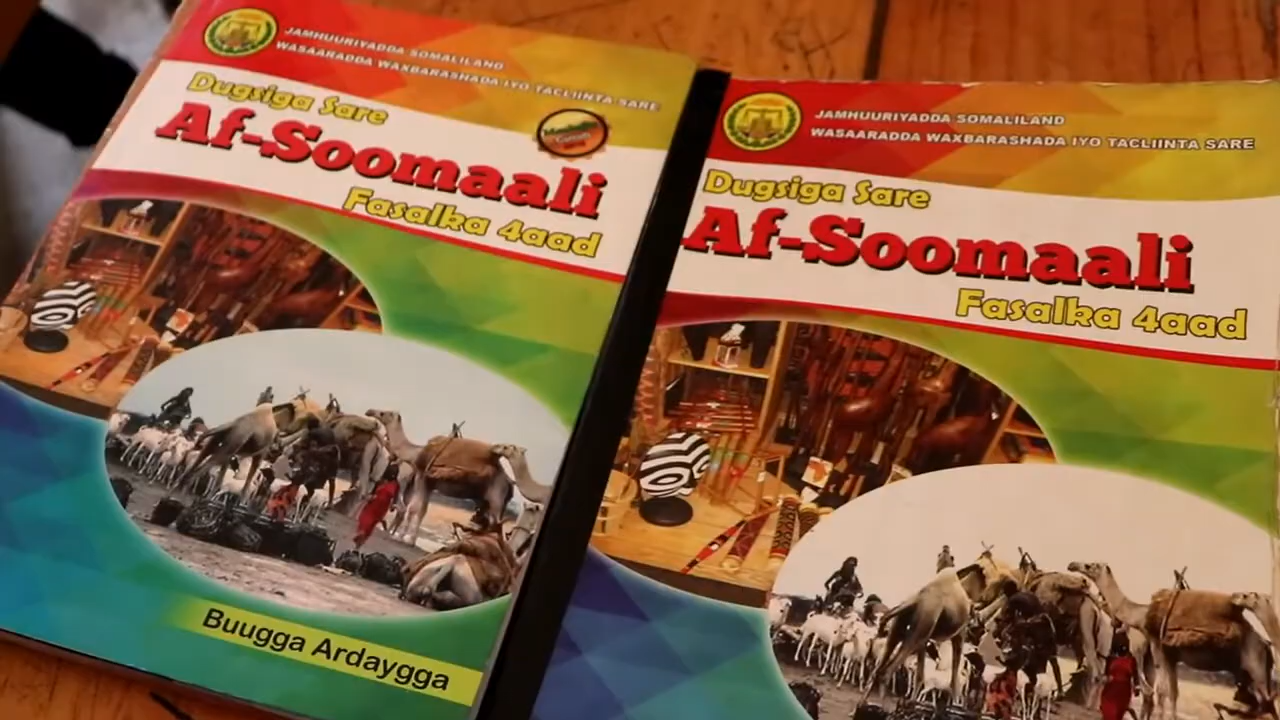 JAMHUURIYADDA SOMALILAND
WASAARADDA WAXBARASHADA IYO TACLIINTA SARE
Dugsiga Sare
Af-Soomaali
Fasalka 4aad
Buugga Ardaygga
JAMHUURIYADDA SOMALILAND
WASAARADDA WAXBARASHADA IYO TACLIINTA SARE
Dugsiga Sare
Af-Soomaali
Fasalka 4aad